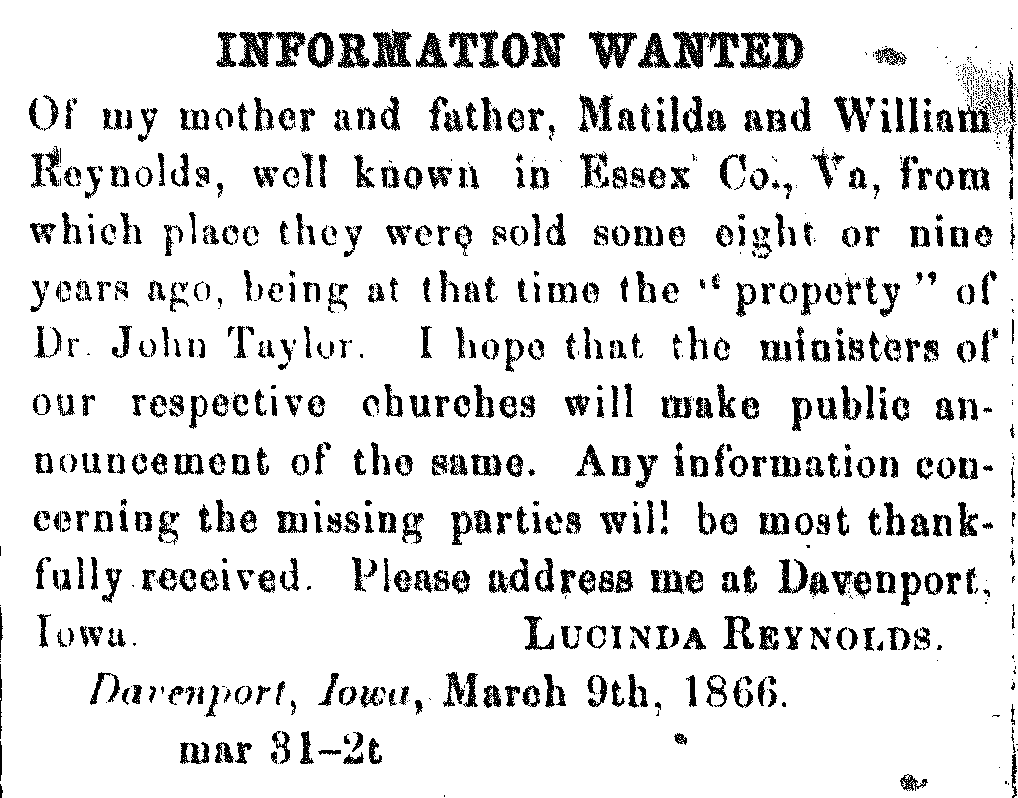 INFORMATION WANTED
Of my mother and father, Matilda and William
Reynolds, well known in Essex Co., Va, from
which place they were sold some eight or nine
years ago, being at that time the "property" of
Dr. John Taylor. I hope that the ministers of
our respective churches will make public an-
nouncement of the same. Any information con-
cerning the missing parties will be most thank-
fully received. Please address me at Davenport,
Iowa. LUCINDA REYNOLDS.
Davenport, Iowa, March 9th, 1866.
mar 31-2t